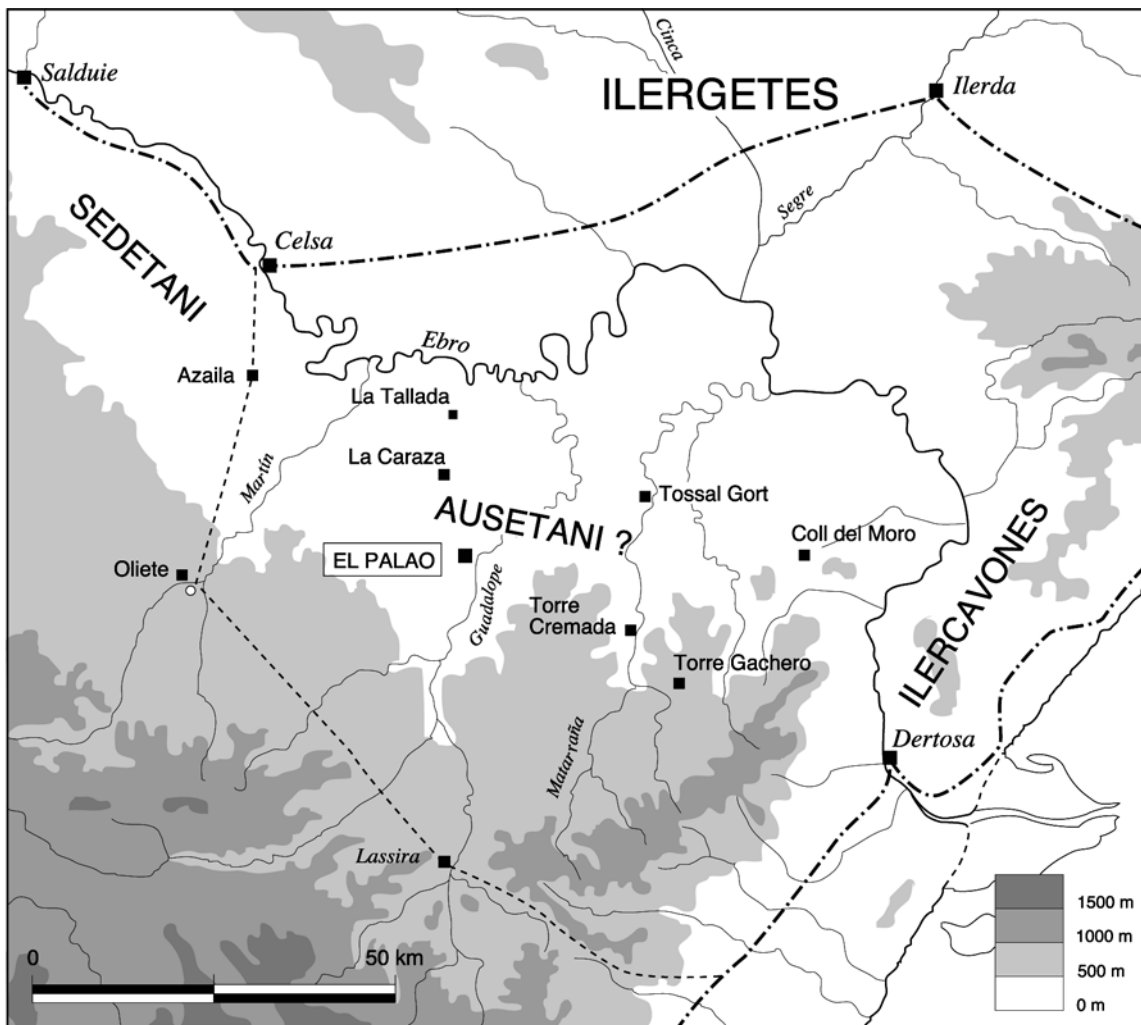 Salduie
Cinca
ILERGETES
Ilerda
Segre
SEDETANI
Celsa
Ebro
Azaila
La Tallada
Martín
La Caraza
Tossal Gort
AUSETANI ?
Coll del Moro
EL PALAO
Oliete
Guadalope
Torre
Cremada
Torre Gachero
ILERCAVONES
Matarraña
Dertosa
Lassira
1500 m
1000 m
500 m
0 m
0
50 km